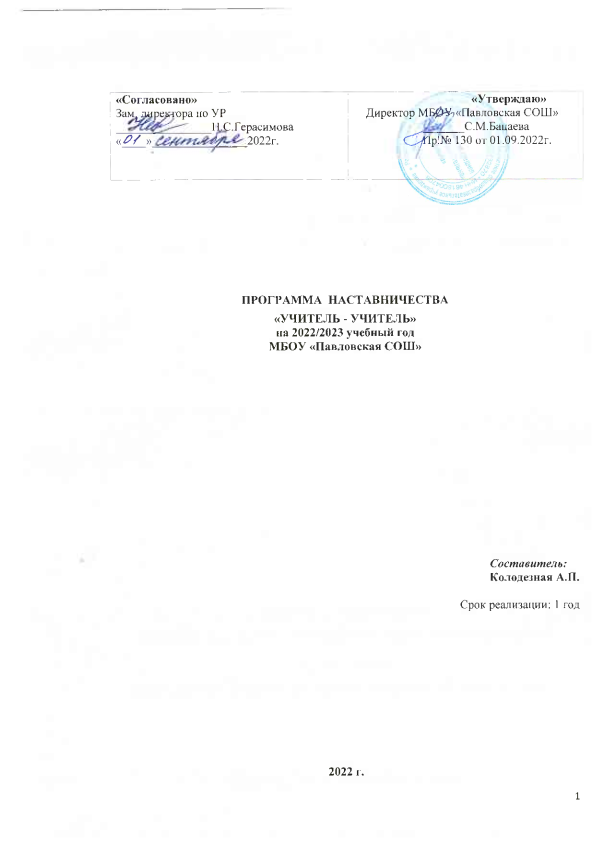 «Согласовано»
Зам. директора по УР
Н.С.Герасимова
«01» сентября 2022г.
«Утверждаю»
Директор МБОУ «Павловская СОШ»
С.М.Бацаева
Пр.№ 130 от 01.09.2022г.
ПРОГРАММА НАСТАВНИЧЕСТВА
«УЧИТЕЛЬ - УЧИТЕЛЬ»
на 2022/2023 учебный год
МБОУ «Павловская СОШ»
Составитель:
Колодезная А.П.
Срок реализации: 1 год
2022 г.
1